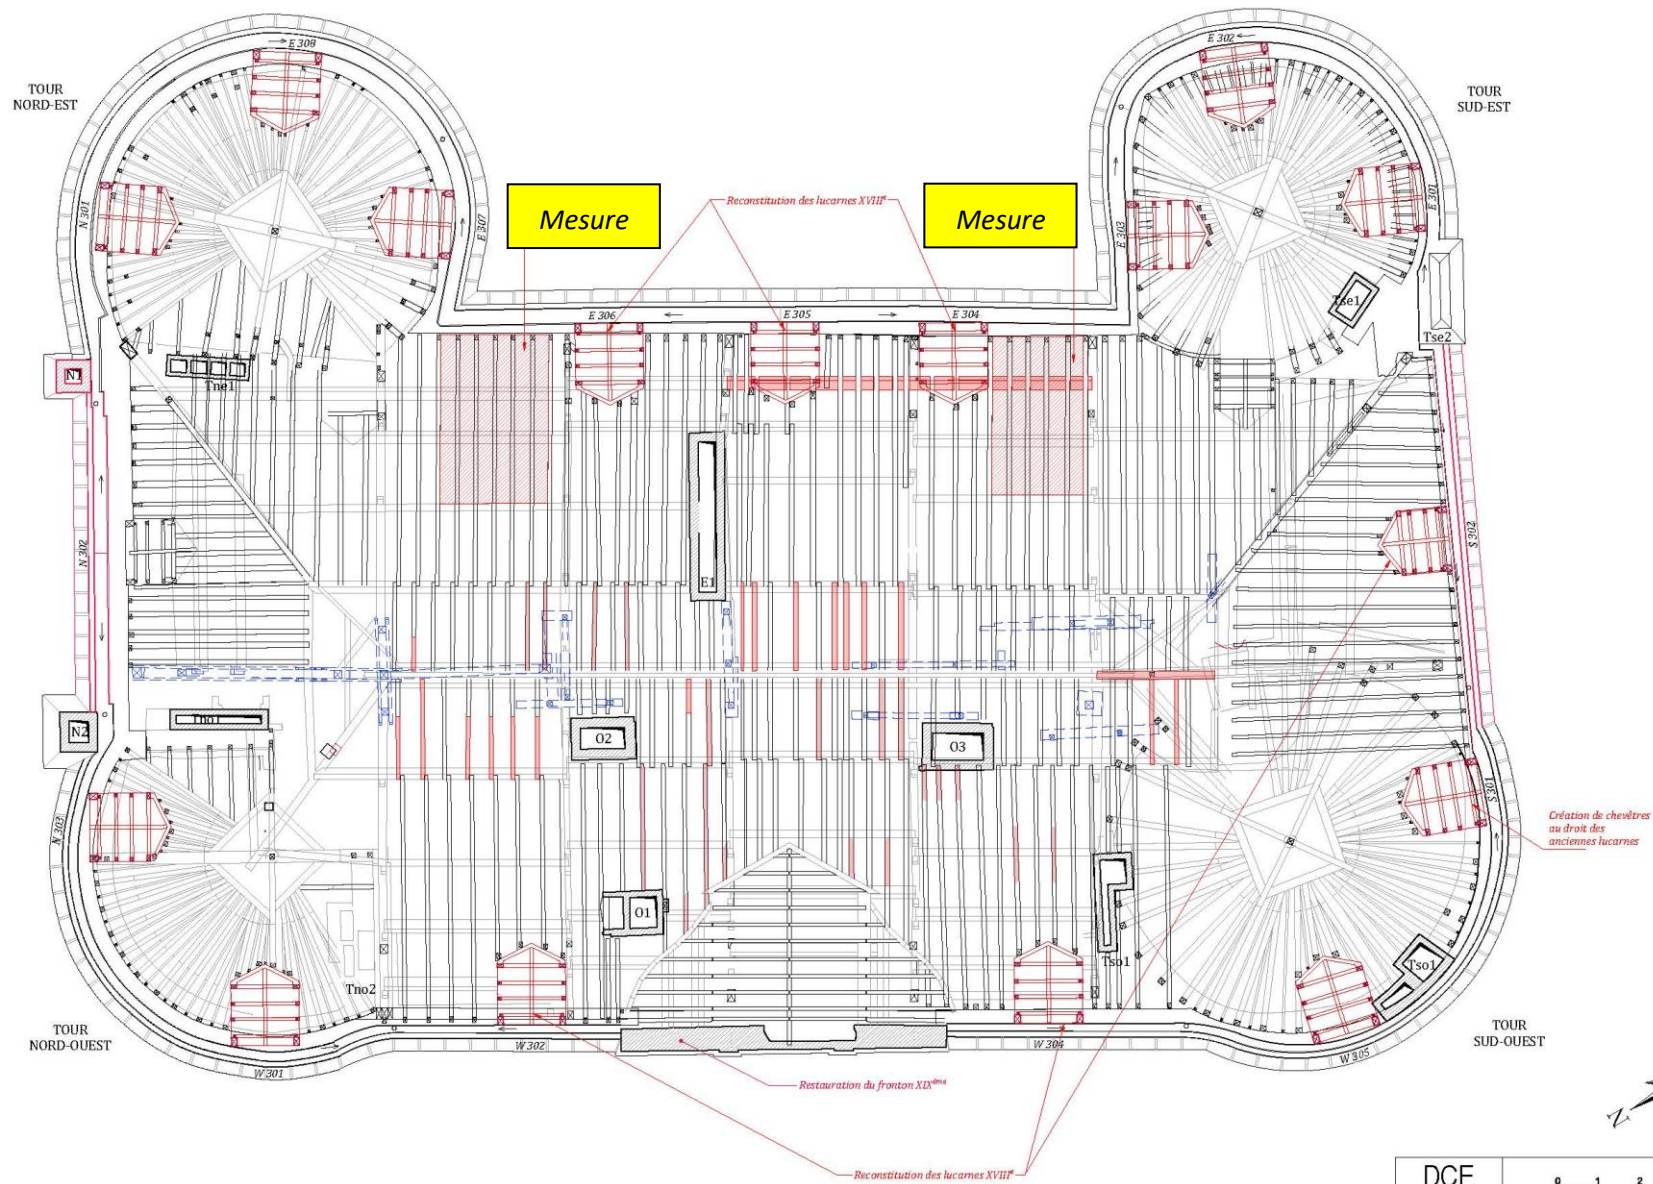 E 308
E 302
TOUR
NORD-EST
TOUR
SUD-EST
N 301
E 307
Mesure
Reconstitution des lucarnes XVIIIe
Mesure
E 303
E 301
Tse1
E 306
E 305
E 304
Tse2
N1
Tne1
N 302
S 302
E1
N2
Tno1
O2
O3
N 303
S 301
Création de chevêtres
au droit des
anciennes lucarnes
O1
Tso1
Tso1
Tno2
TOUR
NORD-OUEST
TOUR
SUD-OUEST
W 302
W 304
W 305
W 301
Restauration du fronton XIXème
N
Reconstitution des lucarnes XVIIIe
DCE
0 1 2